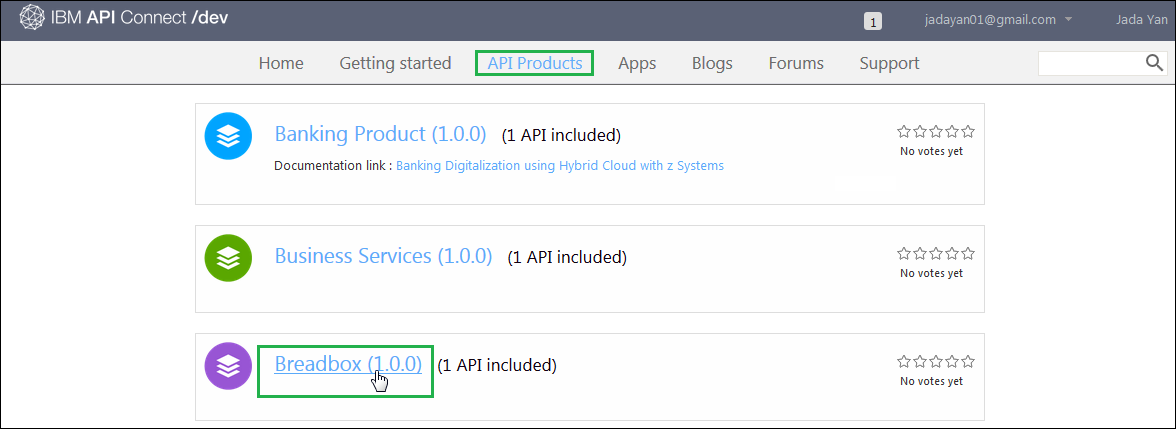 IBM API Connect /dev
1
jadayan01@gmail.com
Jada Yan
Home
Getting started
API Products
Apps
Blogs
Forums
Support
Banking Product (1.0.0) (1 API included)
No votes yet
Documentation link : Banking Digitalization using Hybrid Cloud with z Systems
Business Services (1.0.0) (1 API included)
No votes yet
Breadbox (1.0.0) (1 API included)
No votes yet